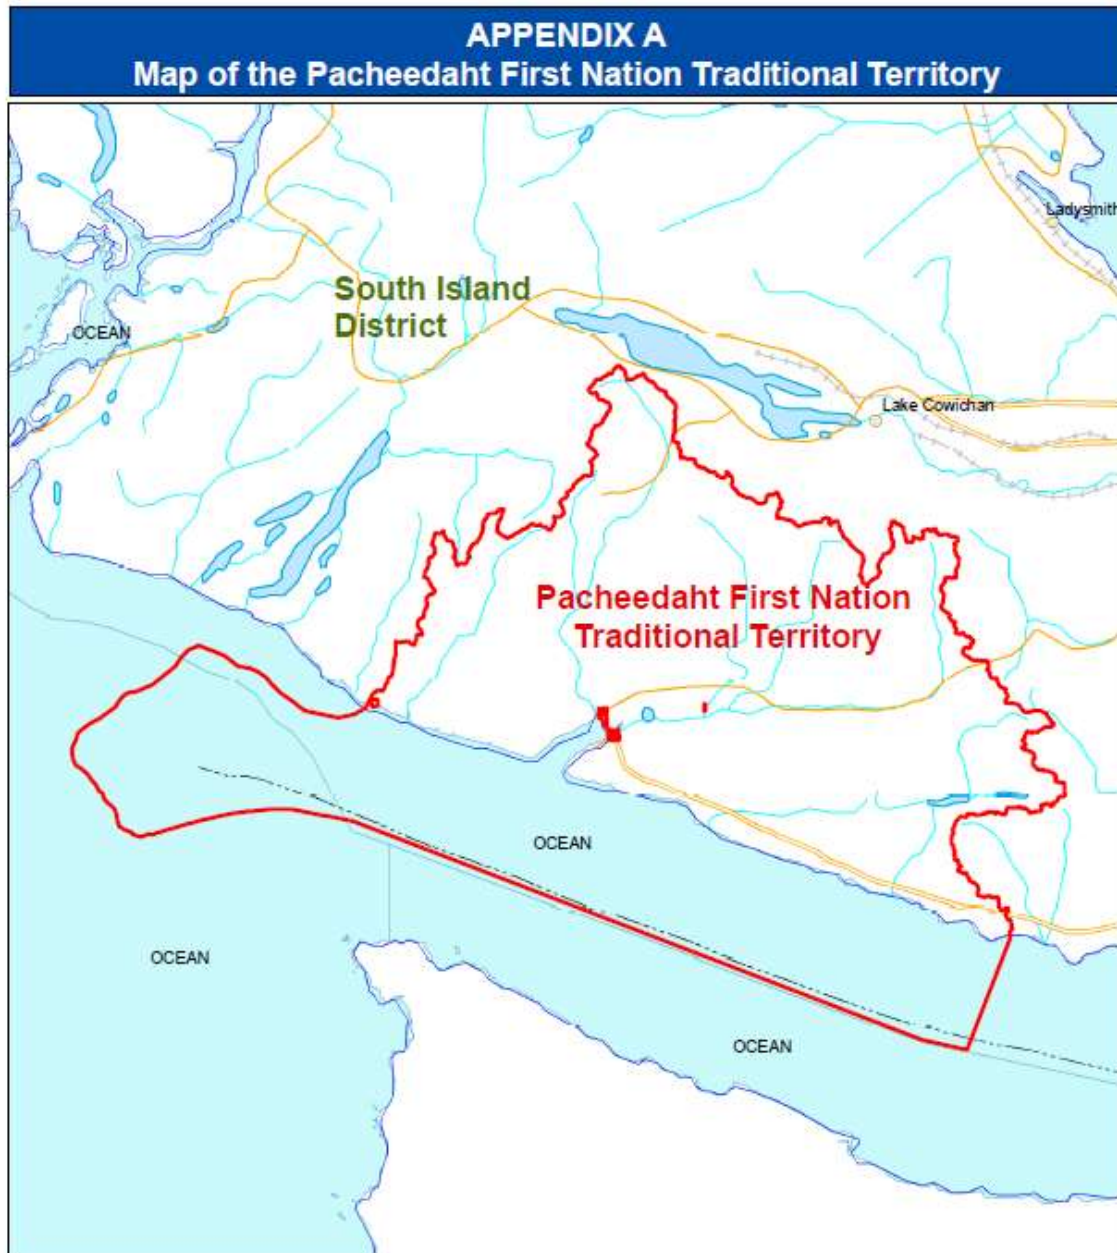 APPENDIX A
Map of the Pacheedaht First Nation Traditional Territory
Ladysmith
South Island
District
OCEAN
Lake Cowichan
Pacheedaht First Nation
Traditional Territory
OCEAN
OCEAN
OCEAN